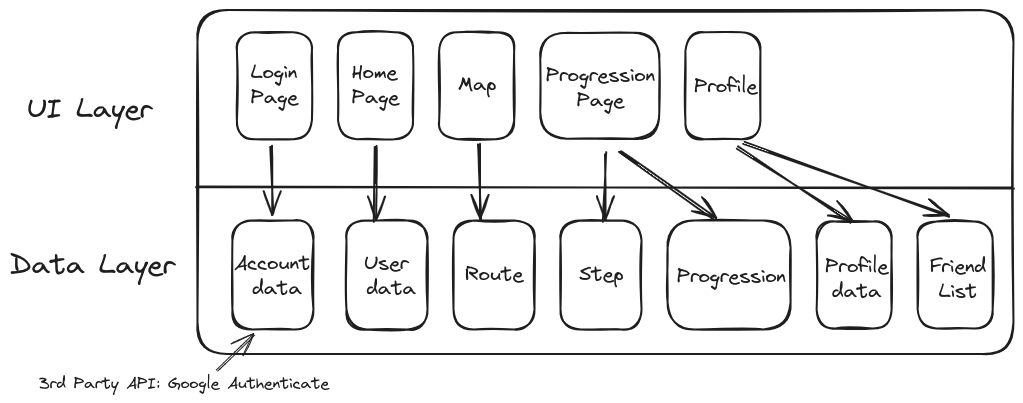 UI Layer
Login
Page
Home
Page
Map
Progression
Page
Profile
Data Layer
Account
data
User
data
Route
Step
Progression
Profile
data
Friend
List
3rd Party API: Google Authenticate